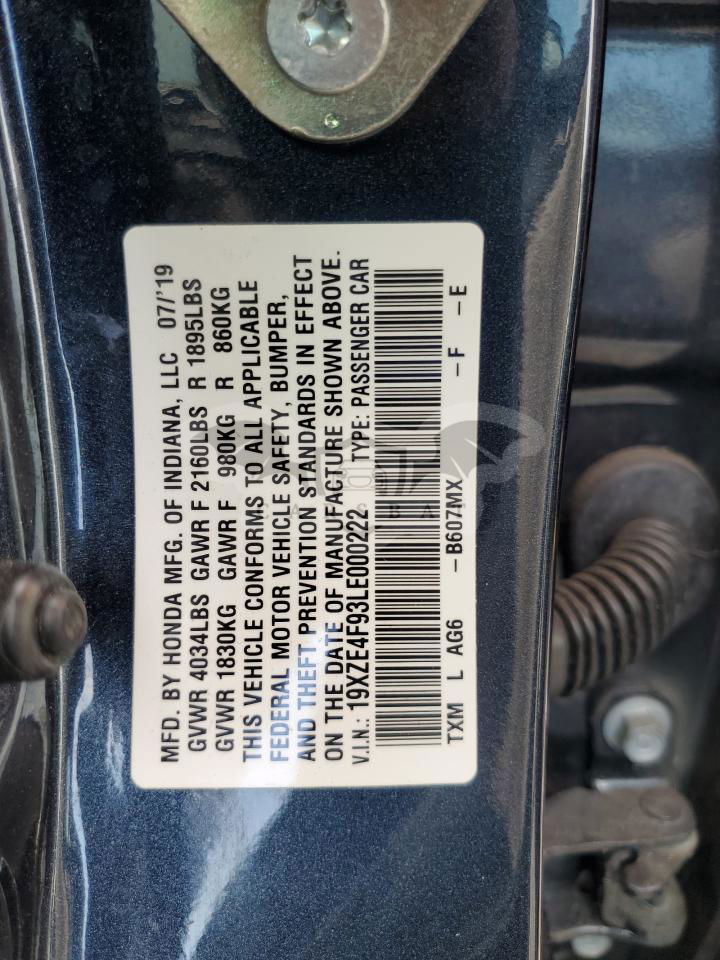 MFD. BY HONDA MFG. OF INDIANA, LLC 07/'19
GVWR 4034LBS GAWR F 2160LBS R 1895LBS
GVWR 1830KG GAWR F 980KG R 860KG
THIS VEHICLE CONFORMS TO ALL APPLICABLE
FEDERAL MOTOR VEHICLE SAFETY, BUMPER,
AND THEFT PREVENTION STANDARDS IN EFFECT
ON THE DATE OF MANUFACTURE SHOWN ABOVE.
V.I.N.: 19XZE4F93LE000222 TYPE: PASSENGER CAR
TXM L AG6 -B607MX -F -E